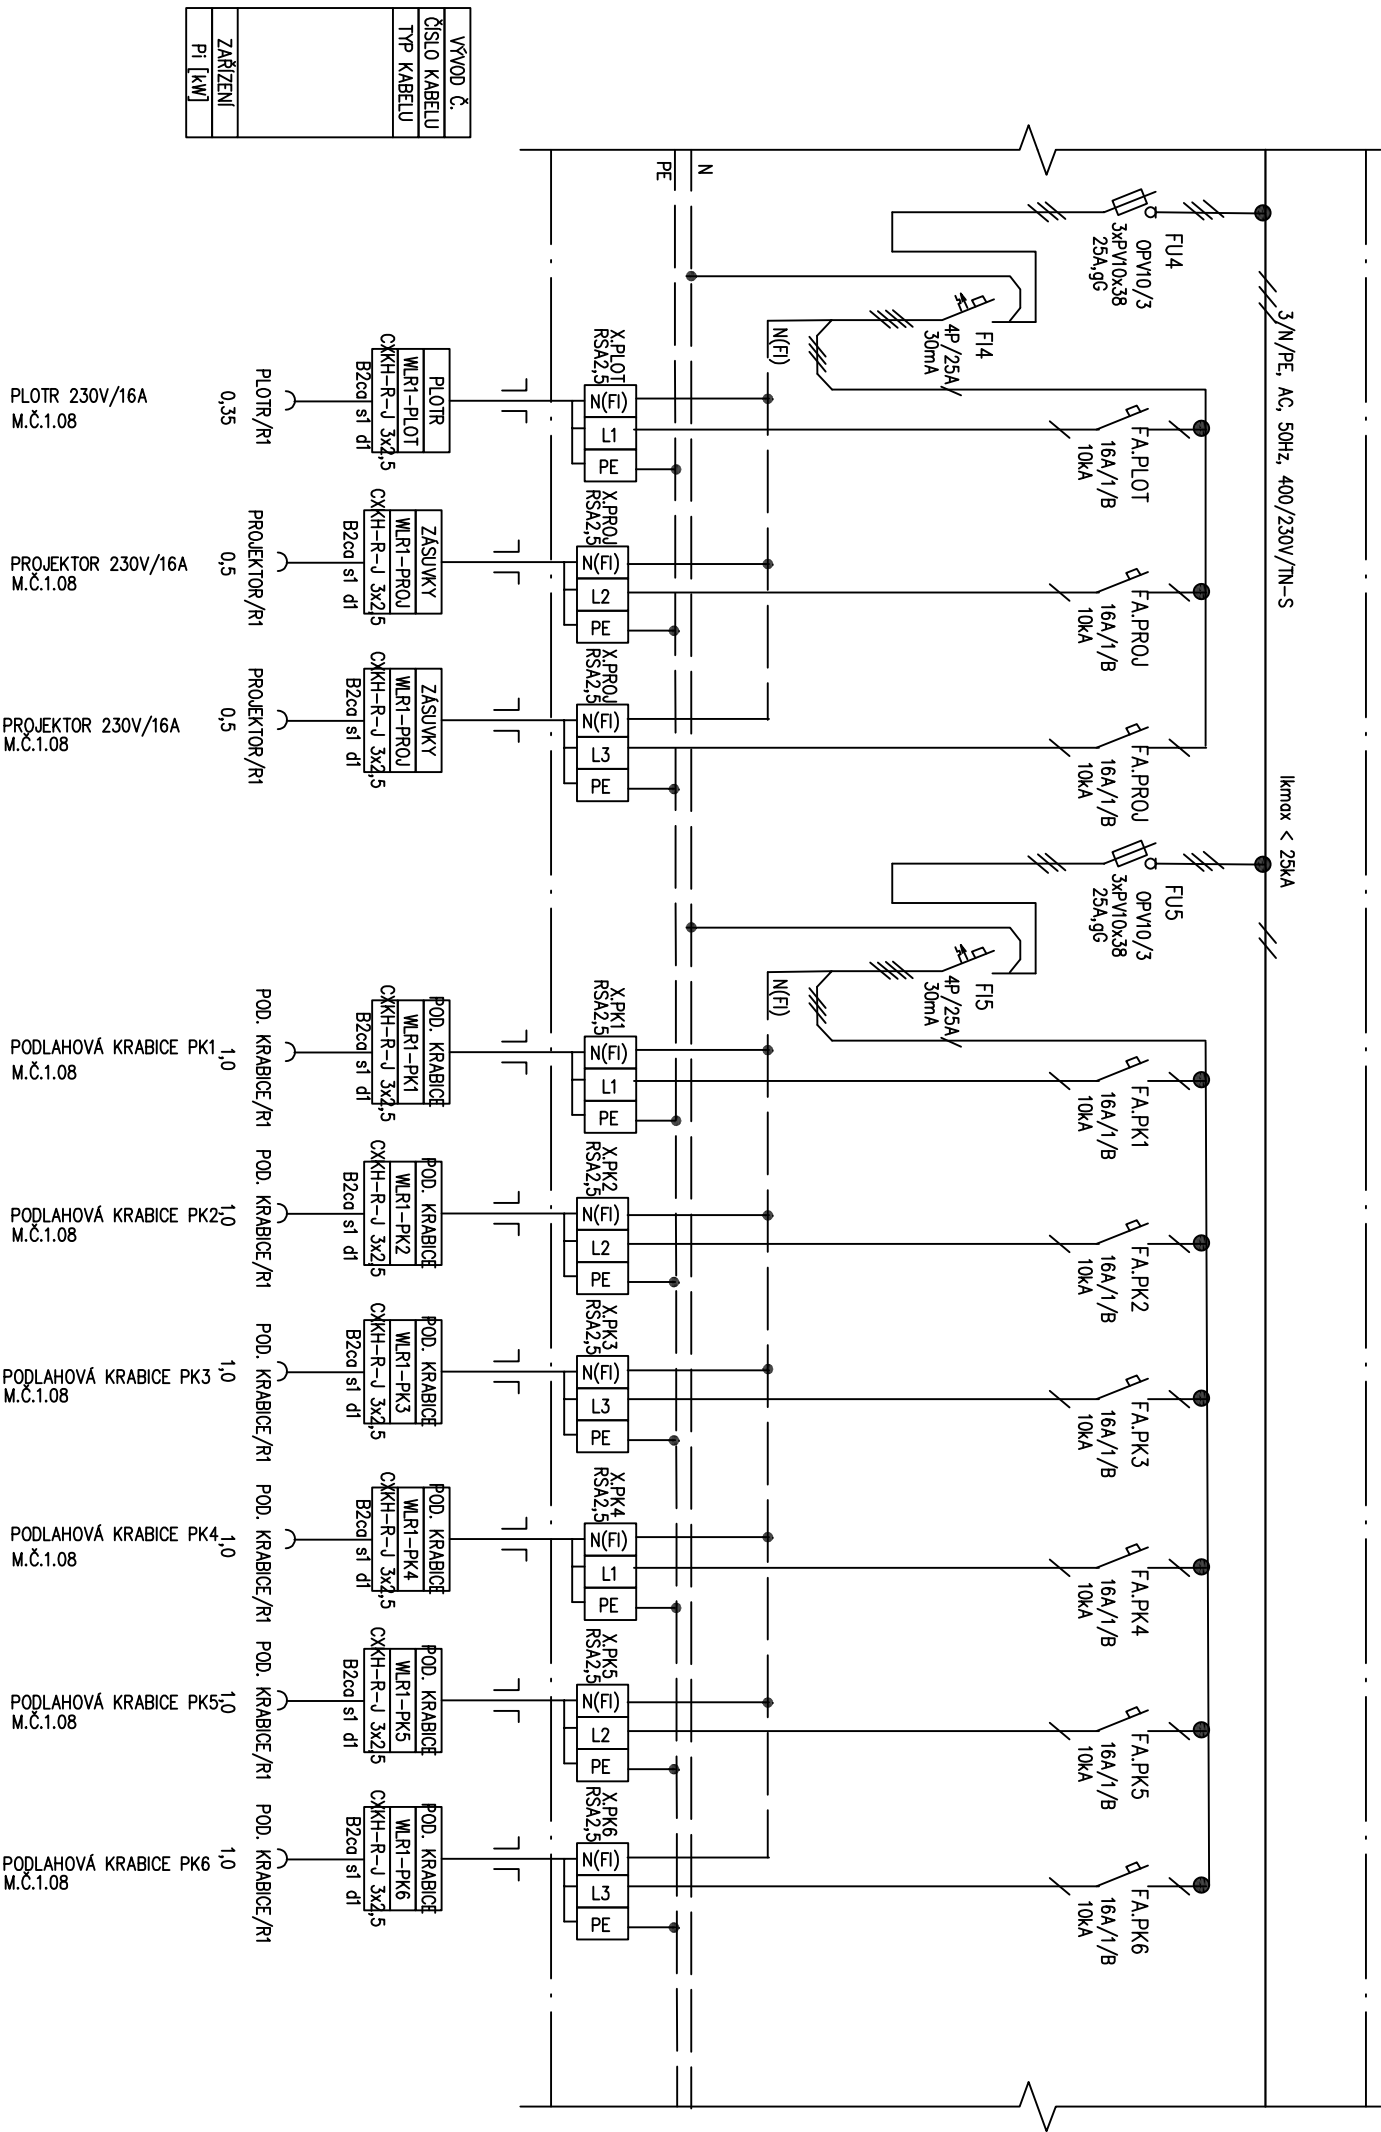 VÝVOD Č.
ČÍSLO KABELU
TYP KABELU
ZAŘÍZENÍ
Pi [kW]
3/N/PE, AC, 50Hz, 400/230V/TN-S
Ikmax < 25kA
N
PE
FU4
OPV10/3
3xPV10x38
25A,gG
FI4
4P/25A
30mA
N(FI)
FA.PLOT
16A/1/B
10kA
FA.PROJ
16A/1/B
10kA
FA.PROJ
16A/1/B
10kA
X.PLOT
RSA2,5
N(FI)
L1
PE
X.PROJ
RSA2,5
N(FI)
L2
PE
X.PROJ
RSA2,5
N(FI)
L3
PE
PLOTR
WLR1-PLOT
CXKH-R-J 3x2,5
B2ca s1 d1
PLOTR/R1
0,35
PLOTR 230V/16A
M.Č.1.08
ZÁSUVKY
WLR1-PROJ
CXKH-R-J 3x2,5
B2ca s1 d1
PROJEKTOR/R1
0,5
PROJEKTOR 230V/16A
M.Č.1.08
ZÁSUVKY
WLR1-PROJ
CXKH-R-J 3x2,5
B2ca s1 d1
PROJEKTOR/R1
0,5
PROJEKTOR 230V/16A
M.Č.1.08
FU5
OPV10/3
3xPV10x38
25A,gG
FI5
4P/25A
30mA
N(FI)
FA.PK1
16A/1/B
10kA
FA.PK2
16A/1/B
10kA
FA.PK3
16A/1/B
10kA
FA.PK4
16A/1/B
10kA
FA.PK5
16A/1/B
10kA
FA.PK6
16A/1/B
10kA
X.PK1
RSA2,5
N(FI)
L1
PE
X.PK2
RSA2,5
N(FI)
L2
PE
X.PK3
RSA2,5
N(FI)
L3
PE
X.PK4
RSA2,5
N(FI)
L1
PE
X.PK5
RSA2,5
N(FI)
L2
PE
X.PK6
RSA2,5
N(FI)
L3
PE
POD. KRABICE
WLR1-PK1
CXKH-R-J 3x2,5
B2ca s1 d1
POD. KRABICE/R1
1,0
PODLAHOVÁ KRABICE PK1
M.Č.1.08
POD. KRABICE
WLR1-PK2
CXKH-R-J 3x2,5
B2ca s1 d1
POD. KRABICE/R1
1,0
PODLAHOVÁ KRABICE PK2
M.Č.1.08
POD. KRABICE
WLR1-PK3
CXKH-R-J 3x2,5
B2ca s1 d1
POD. KRABICE/R1
1,0
PODLAHOVÁ KRABICE PK3
M.Č.1.08
POD. KRABICE
WLR1-PK4
CXKH-R-J 3x2,5
B2ca s1 d1
POD. KRABICE/R1
1,0
PODLAHOVÁ KRABICE PK4
M.Č.1.08
POD. KRABICE
WLR1-PK5
CXKH-R-J 3x2,5
B2ca s1 d1
POD. KRABICE/R1
1,0
PODLAHOVÁ KRABICE PK5
M.Č.1.08
POD. KRABICE
WLR1-PK6
CXKH-R-J 3x2,5
B2ca s1 d1
POD. KRABICE/R1
1,0
PODLAHOVÁ KRABICE PK6
M.Č.1.08